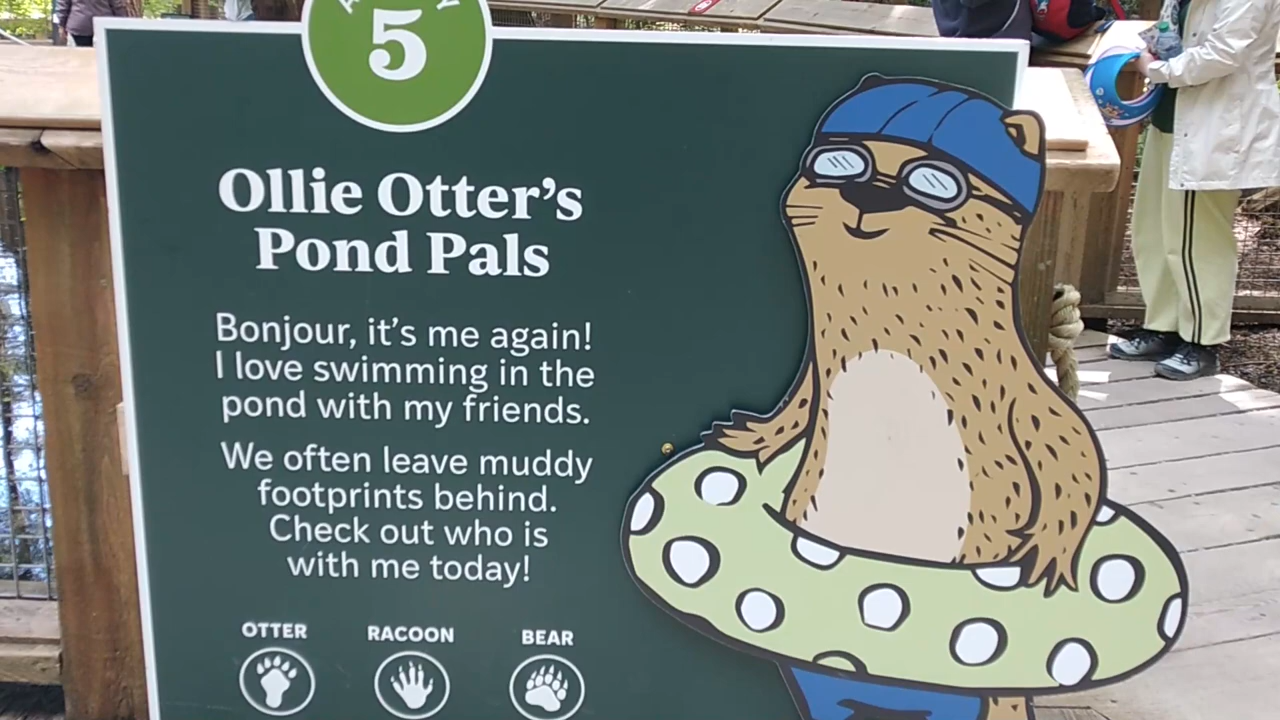 5
Ollie Otter's
Pond Pals
Bonjour, it's me again!
I love swimming in the
pond with my friends.
We often leave muddy
footprints behind.
Check out who is
with me today!
OTTER RACOON BEAR